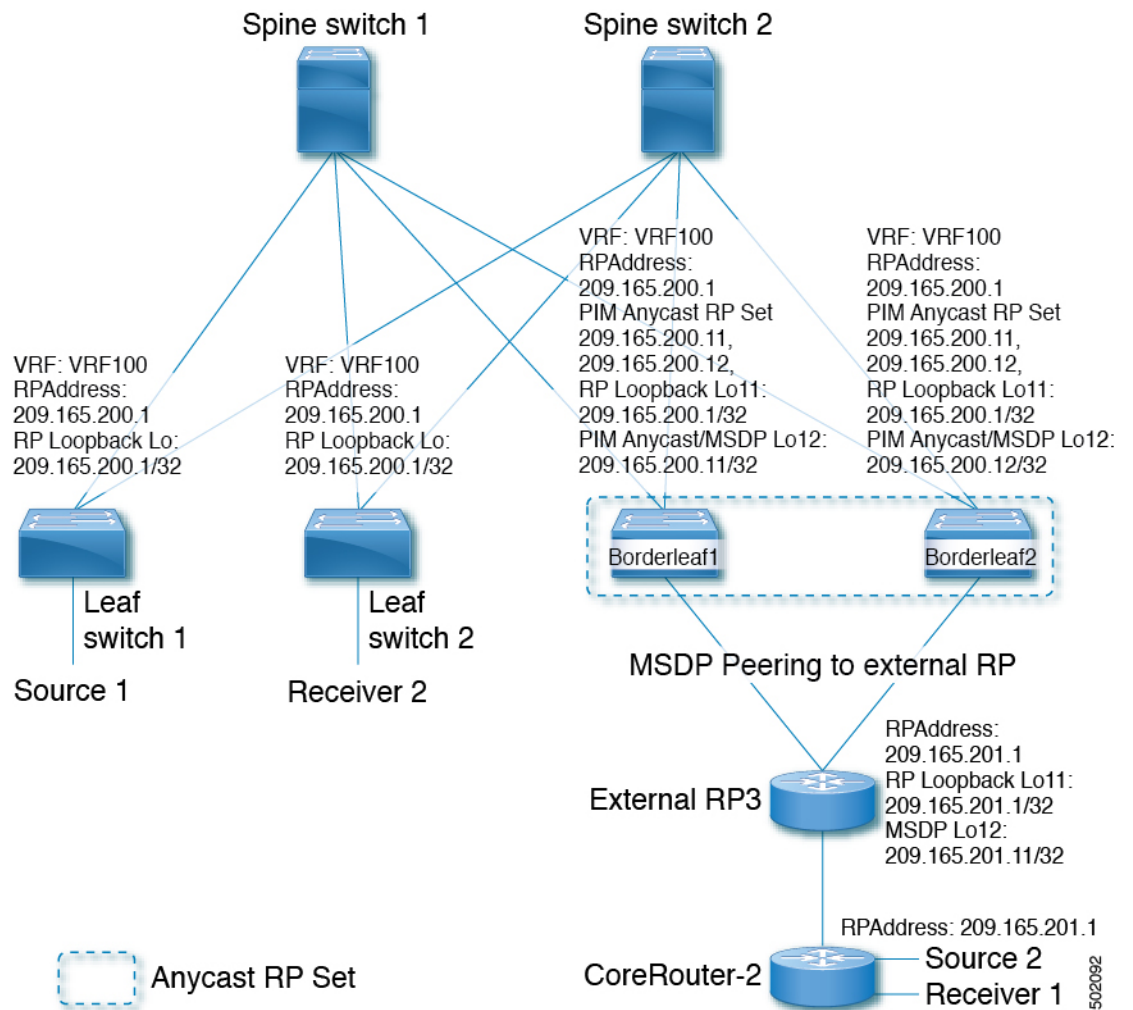 Spine switch 1
Spine switch 2
VRF: VRF100
RPAddress:
209.165.200.1
RP Loopback Lo:
209.165.200.1/32
VRF: VRF100
RPAddress:
209.165.200.1
RP Loopback Lo:
209.165.200.1/32
VRF: VRF100
RPAddress:
209.165.200.1
PIM Anycast RP Set
209.165.200.11,
209.165.200.12,
RP Loopback Lo11:
209.165.200.1/32
PIM Anycast/MSDP Lo12:
209.165.200.11/32
VRF: VRF100
RPAddress:
209.165.200.1
PIM Anycast RP Set
209.165.200.11,
209.165.200.12,
RP Loopback Lo11:
209.165.200.1/32
PIM Anycast/MSDP Lo12:
209.165.200.12/32
Leaf
switch 1
Source 1
Leaf
switch 2
Receiver 2
Borderleaf1
Borderleaf2
MSDP Peering to external RP
External RP3
RPAddress:
209.165.201.1
RP Loopback Lo11:
209.165.201.1/32
MSDP Lo12:
209.165.201.11/32
RPAddress: 209.165.201.1
CoreRouter-2
Source 2
Receiver 1
Anycast RP Set
502092